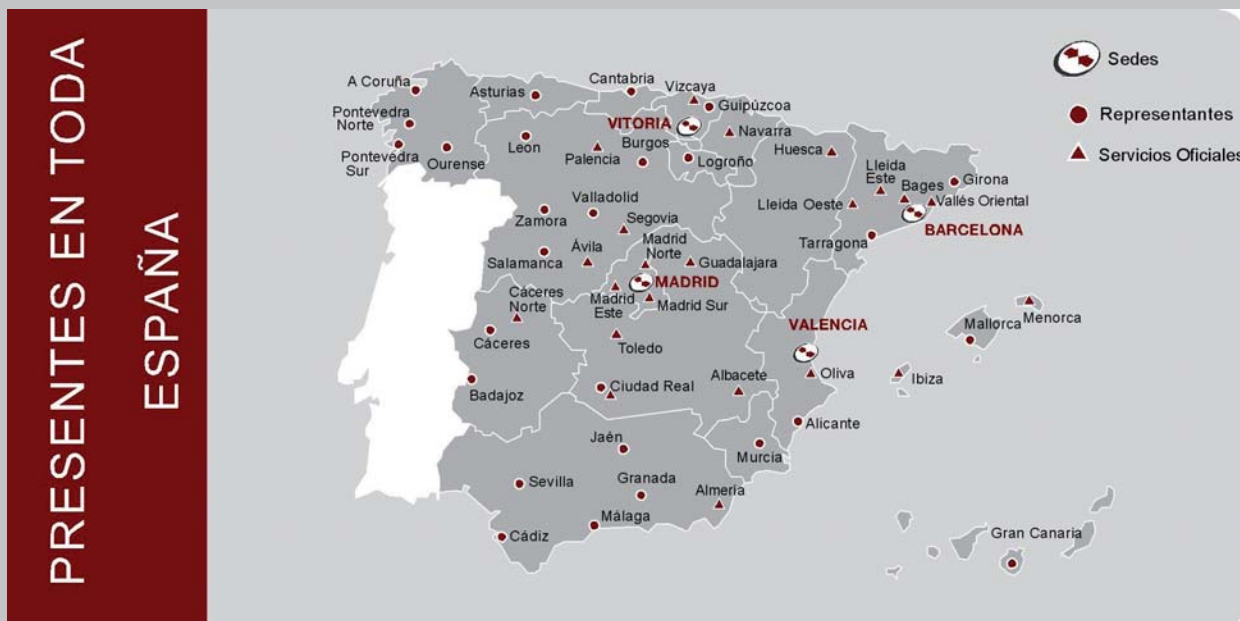 PRESENTES EN TODA
ESPAÑA
Sedes
Representantes
Servicios Oficiales
A Coruña
Asturias
Cantabria
Vizcaya
Guipúzcoa
Pontevedra
Norte
VITORIA
Navarra
Pontevedra
Sur
Ourense
Leon
Palencia
Burgos
Logroño
Huesca
Lleida
Este
Bages
Girona
Lleida Oeste
Vallés Oriental
BARCELONA
Tarragona
Zamora
Valladolid
Segovia
Salamanca
Ávila
Madrid
Norte
Guadalajara
MADRID
Madrid
Este
Madrid Sur
Cáceres
Norte
Cáceres
Toledo
VALENCIA
Mallorca
Menorca
Oliva
Ibiza
Badajoz
Ciudad Real
Albacete
Alicante
Murcia
Jaén
Sevilla
Granada
Almería
Málaga
Cádiz
Gran Canaria